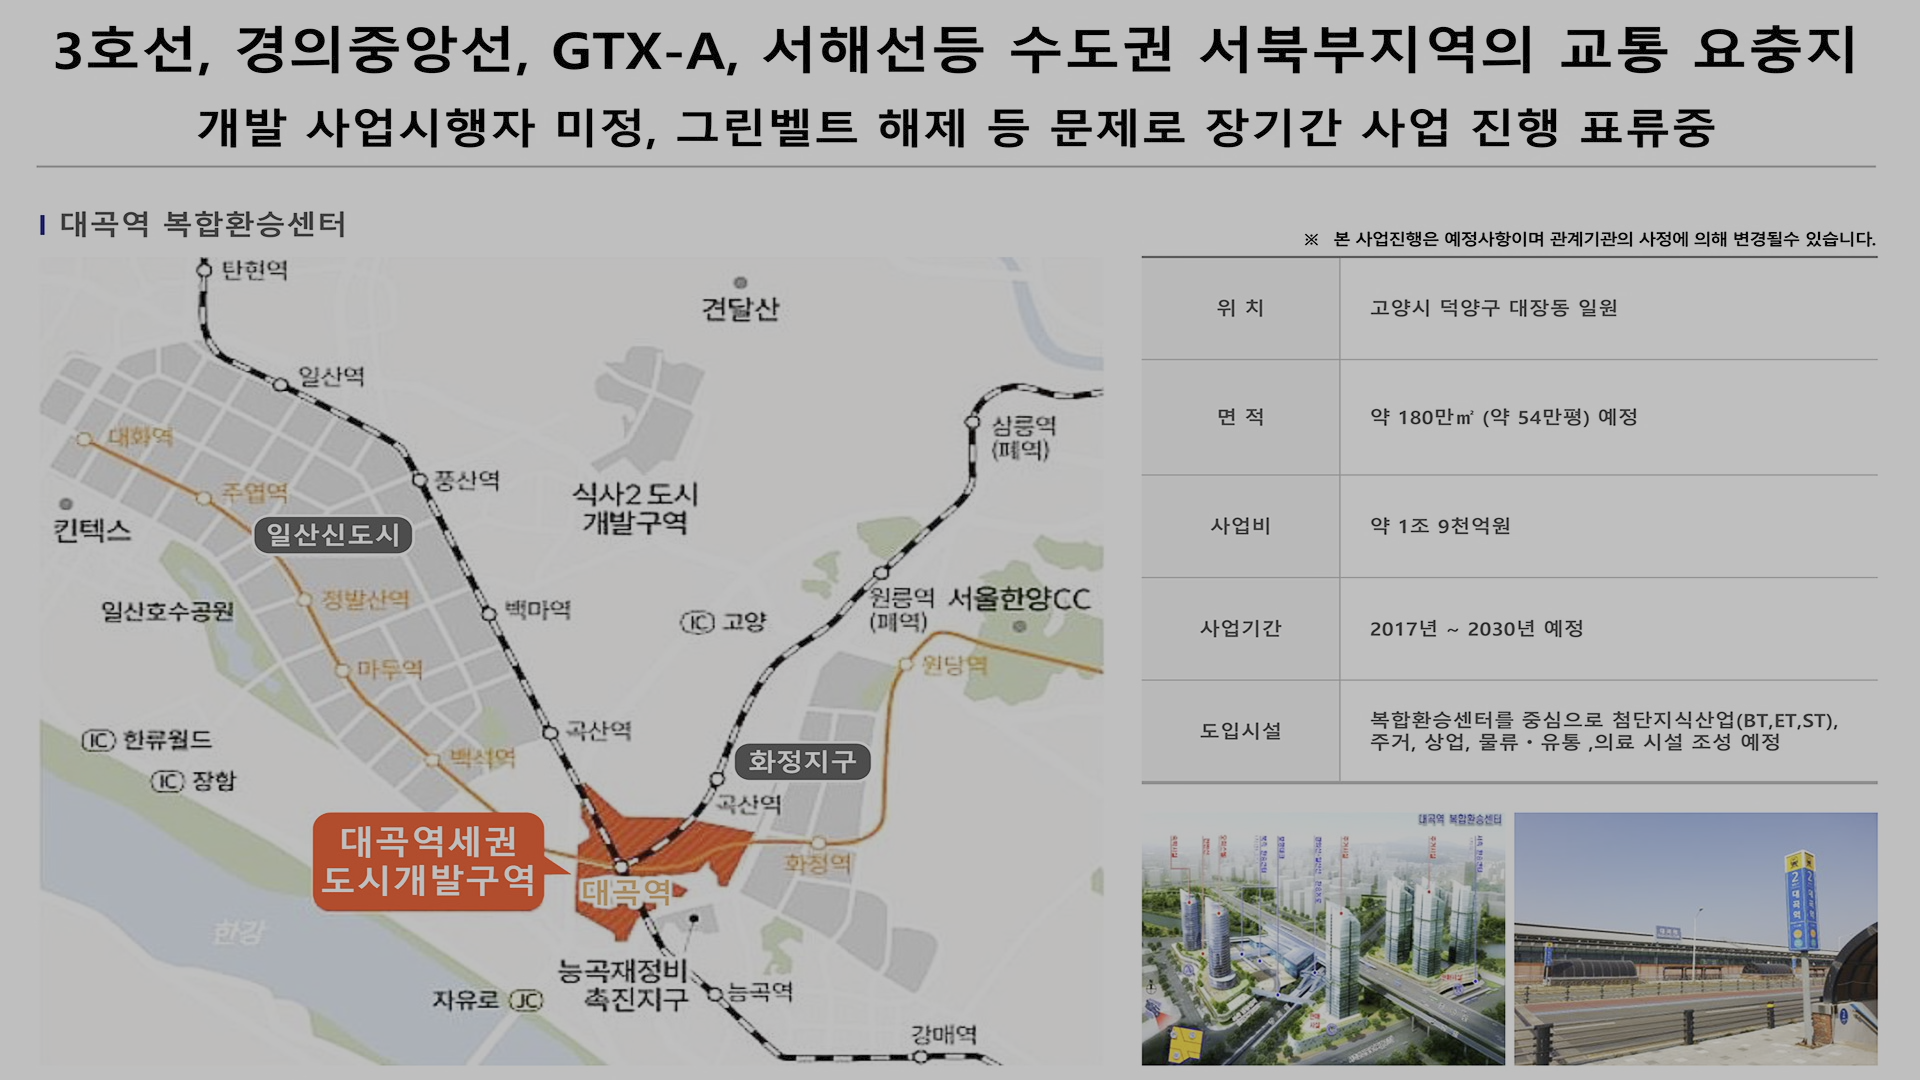 3호선, 경의중앙선, GTX-A, 서해선등 수도권 서북부지역의 교통 요충지
개발 사업시행자 미정, 그린벨트 해제 등 문제로 장기간 사업 진행 표류중
대곡역 복합환승센터
※ 본 사업진행은 예정사항이며 관계기관의 사정에 의해 변경될수 있습니다.
탄현역
견달산
일산역
대화역
삼릉역
(폐역)
주엽역
풍산역
식사2 도시
개발구역
킨텍스
일산신도시
정발산역
백마역
원릉역
(폐역)
서울한양CC
일산호수공원
IC 고양
마두역
원당역
곡산역
IC 한류월드
백석역
화정지구
IC 장항
곡산역
대곡역세권
도시개발구역
화정역
대곡역
한강
능곡재정비
촉진지구
능곡역
자유로 JC
강매역
위 치
고양시 덕양구 대장동 일원
면 적
약 180만㎡ (약 54만평) 예정
사업비
약 1조 9천억원
사업기간
2017년 ~ 2030년 예정
도입시설
복합환승센터를 중심으로 첨단지식산업(BT,ET,ST),
주거, 상업, 물류・유통 ,의료 시설 조성 예정
대곡역 복합환승센터
2
대곡역
2
대곡역